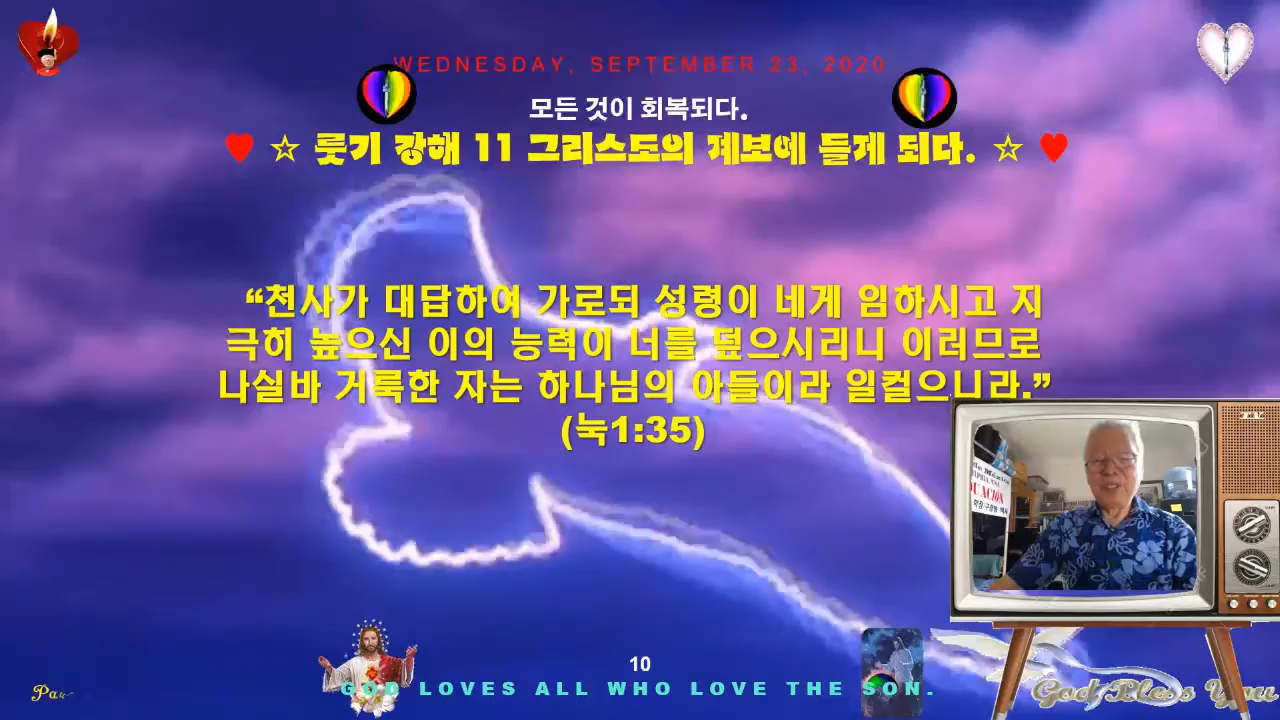 WEDNESDAY, SEPTEMBER 23, 2020
모든 것이 회복되다.
♥ ☆ 룻기 강해 11 그리스도의 계보에 들게 되다. ☆ ♥
“천사가 대답하여 가로되 성령이 네게 임하시고 지
극히 높으신 이의 능력이 너를 덮으시리니 이러므로
나실바 거룩한 자는 하나님의 아들이라 일컬으니라.”
(눅1:35)
UACIÓN
10
GOD LOVES ALL WHO LOVE THE SON.
God Bless You